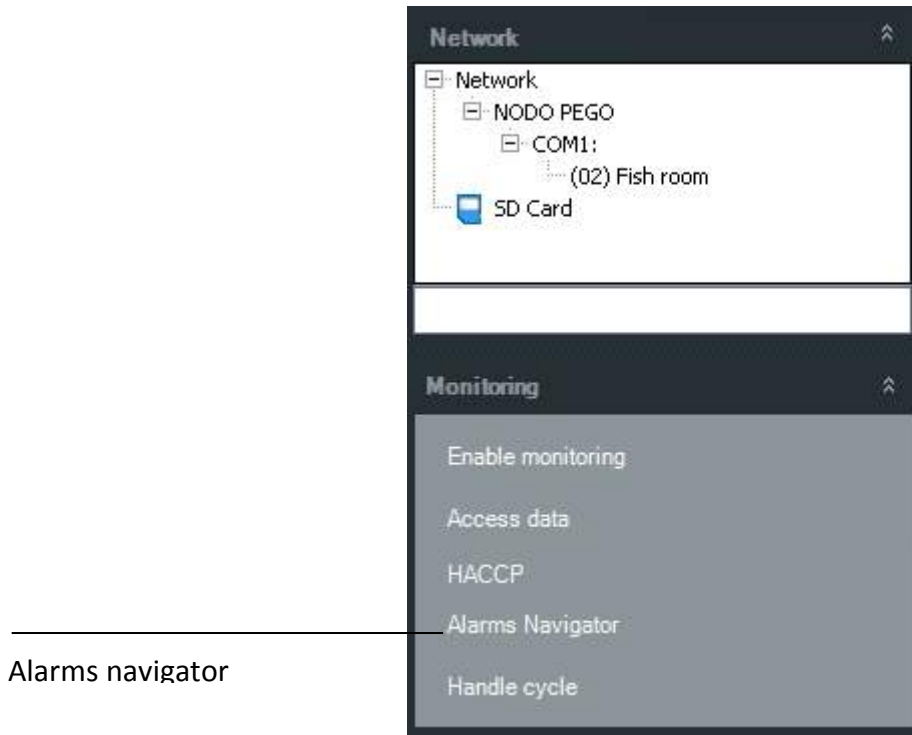 Network
Network
NODO PEGO
COM1:
(02) Fish room
SD Card
Monitoring
Enable monitoring
Access data
HACCP
Alarms Navigator
Alarms navigator
Handle cycle